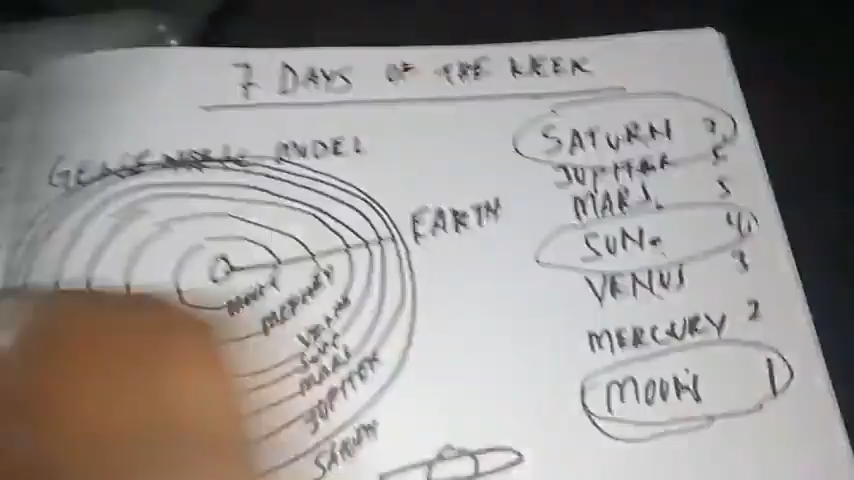 7 DAYS OF THE WEEK
MODEL
EARTH
MOON
MERCURY
VENUS
SUN
MARS
JUPITER
SATURN
SATURN 7
JUPITER 6
MARS 5
SUN 4
VENUS 3
MERCURY 2
MOON 1